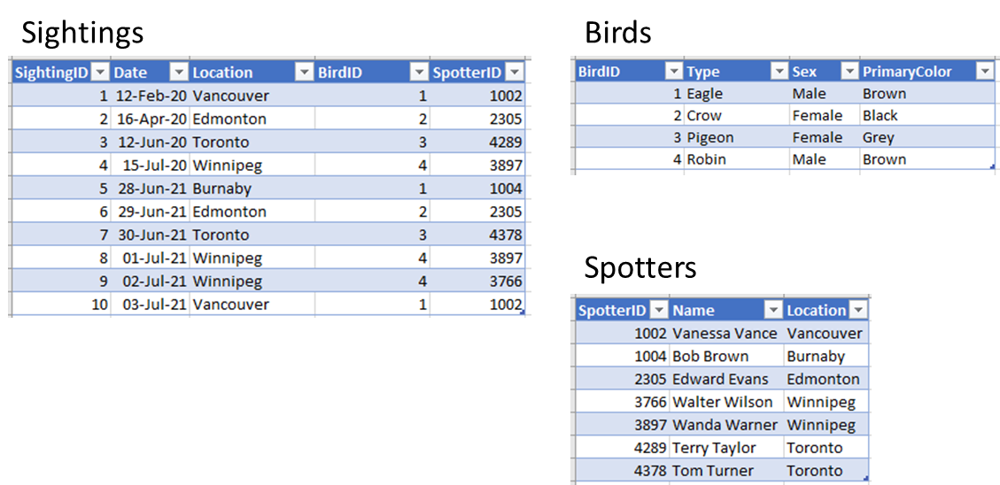 Sightings
SightingID Date Location BirdID SpotterID
1 12-Feb-20 Vancouver 1 1002
2 16-Apr-20 Edmonton 2 2305
3 12-Jun-20 Toronto 3 4289
4 15-Jul-20 Winnipeg 4 3897
5 28-Jun-21 Burnaby 1 1004
6 29-Jun-21 Edmonton 2 2305
7 30-Jun-21 Toronto 3 4378
8 01-Jul-21 Winnipeg 4 3897
9 02-Jul-21 Winnipeg 4 3766
10 03-Jul-21 Vancouver 1 1002
Birds
BirdID Type Sex PrimaryColor
1 Eagle Male Brown
2 Crow Female Black
3 Pigeon Female Grey
4 Robin Male Brown
Spotters
SpotterID Name Location
1002 Vanessa Vance Vancouver
1004 Bob Brown Burnaby
2305 Edward Evans Edmonton
3766 Walter Wilson Winnipeg
3897 Wanda Warner Winnipeg
4289 Terry Taylor Toronto
4378 Tom Turner Toronto